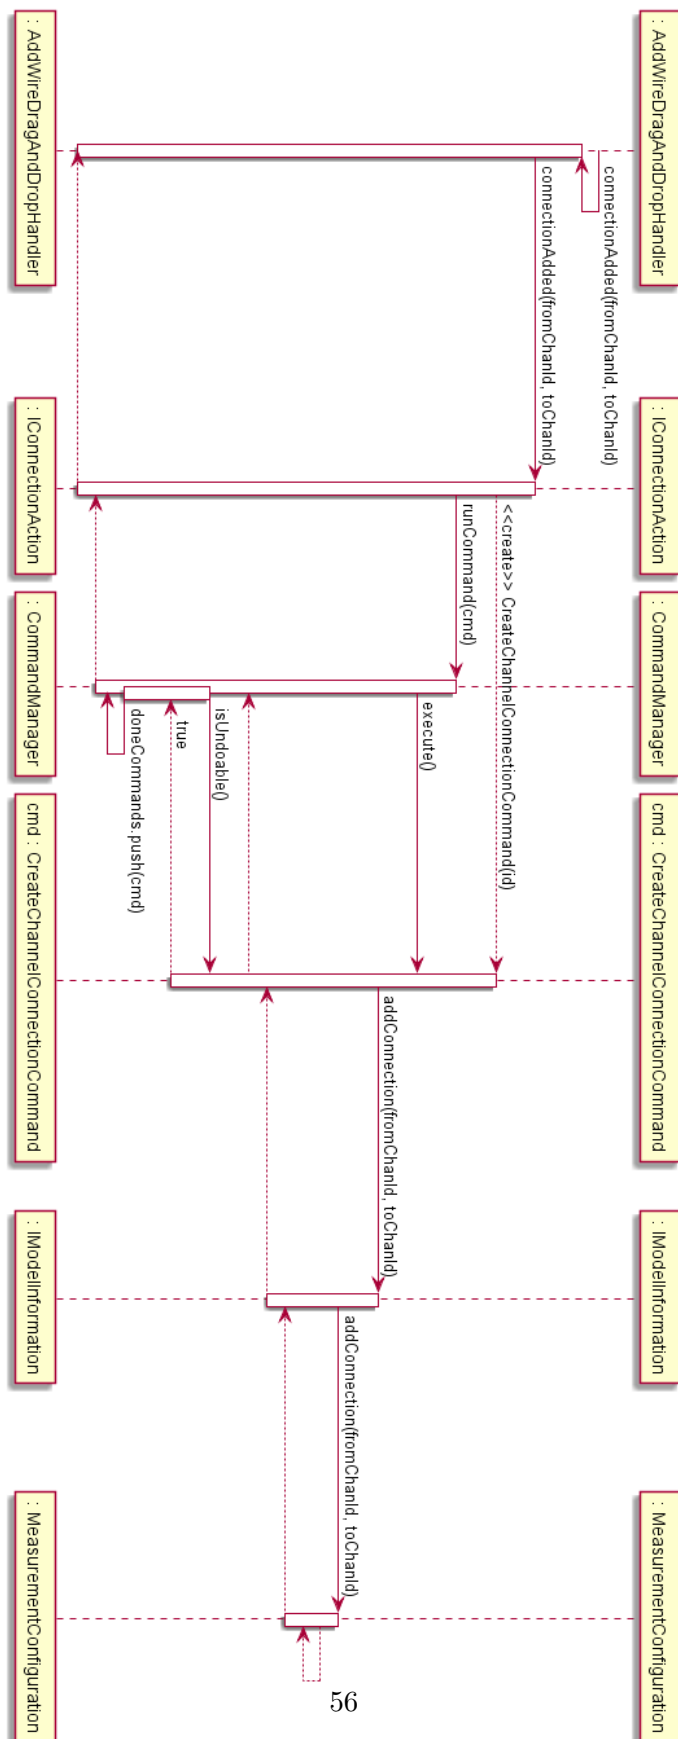 : AddWireDragAndDropHandler
: IConnectionAction
: CommandManager
cmd : CreateChannelConnectionCommand
: IModelInformation
: MeasurementConfiguration
connectionAdded(fromChanId, toChanId)
connectionAdded(fromChanId, toChanId)
<<create>> CreateChannelConnectionCommand(id)
runCommand(cmd)
execute()
addConnection(fromChanId, toChanId)
addConnection(fromChanId, toChanId)
isUndoable()
true
doneCommands.push(cmd)
: AddWireDragAndDropHandler
: IConnectionAction
: CommandManager
cmd : CreateChannelConnectionCommand
: IModelInformation
: MeasurementConfiguration
56